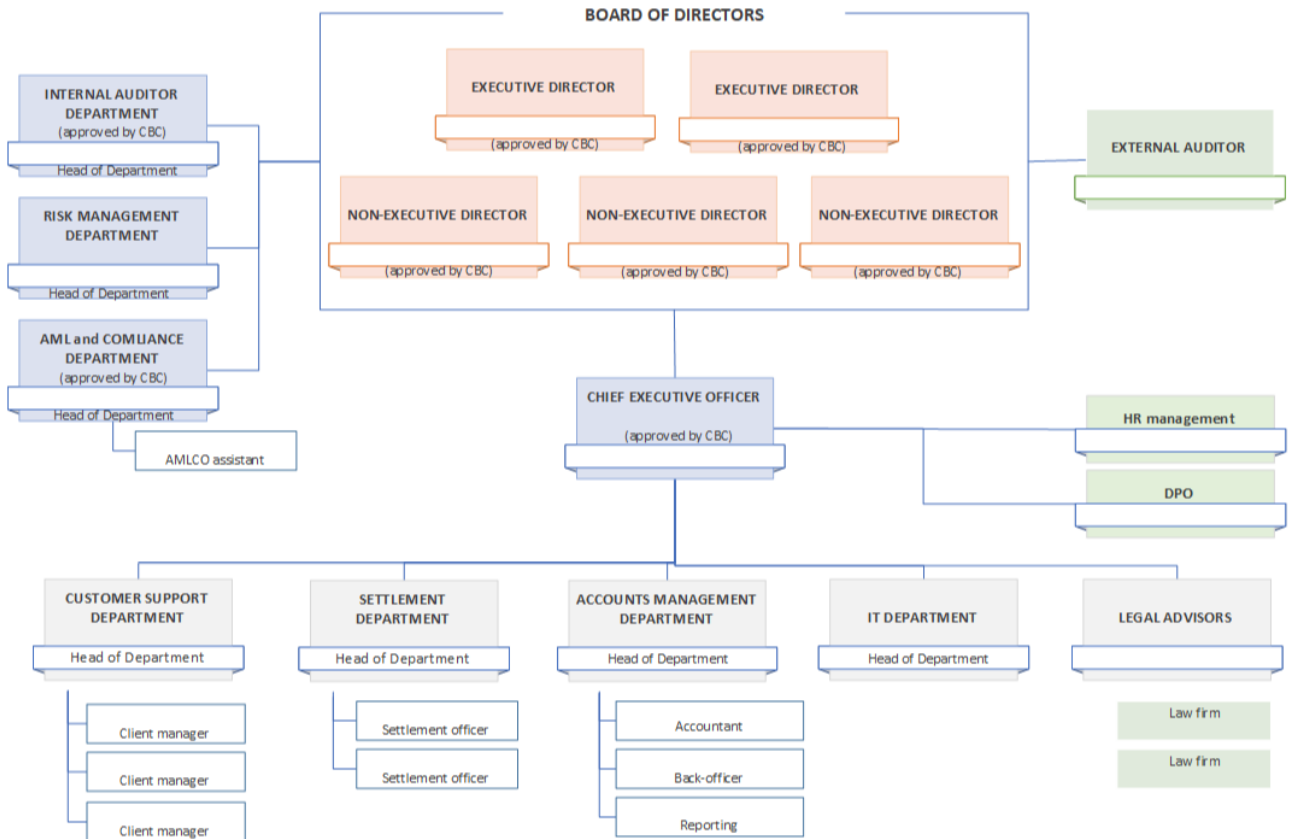 BOARD OF DIRECTORS
INTERNAL AUDITOR
DEPARTMENT
(approved by CBC)
Head of Department
RISK MANAGEMENT
DEPARTMENT
Head of Department
AML and COMLIANCE
DEPARTMENT
(approved by CBC)
Head of Department
AMLCO assistant
EXECUTIVE DIRECTOR
(approved by CBC)
EXECUTIVE DIRECTOR
(approved by CBC)
NON-EXECUTIVE DIRECTOR
(approved by CBC)
NON-EXECUTIVE DIRECTOR
(approved by CBC)
NON-EXECUTIVE DIRECTOR
(approved by CBC)
EXTERNAL AUDITOR
CHIEF EXECUTIVE OFFICER
(approved by CBC)
HR management
DPO
CUSTOMER SUPPORT
DEPARTMENT
Head of Department
Client manager
Client manager
Client manager
SETTLEMENT
DEPARTMENT
Head of Department
Settlement officer
Settlement officer
ACCOUNTS MANAGEMENT
DEPARTMENT
Head of Department
Accountant
Back-officer
Reporting
IT DEPARTMENT
Head of Department
LEGAL ADVISORS
Law firm
Law firm